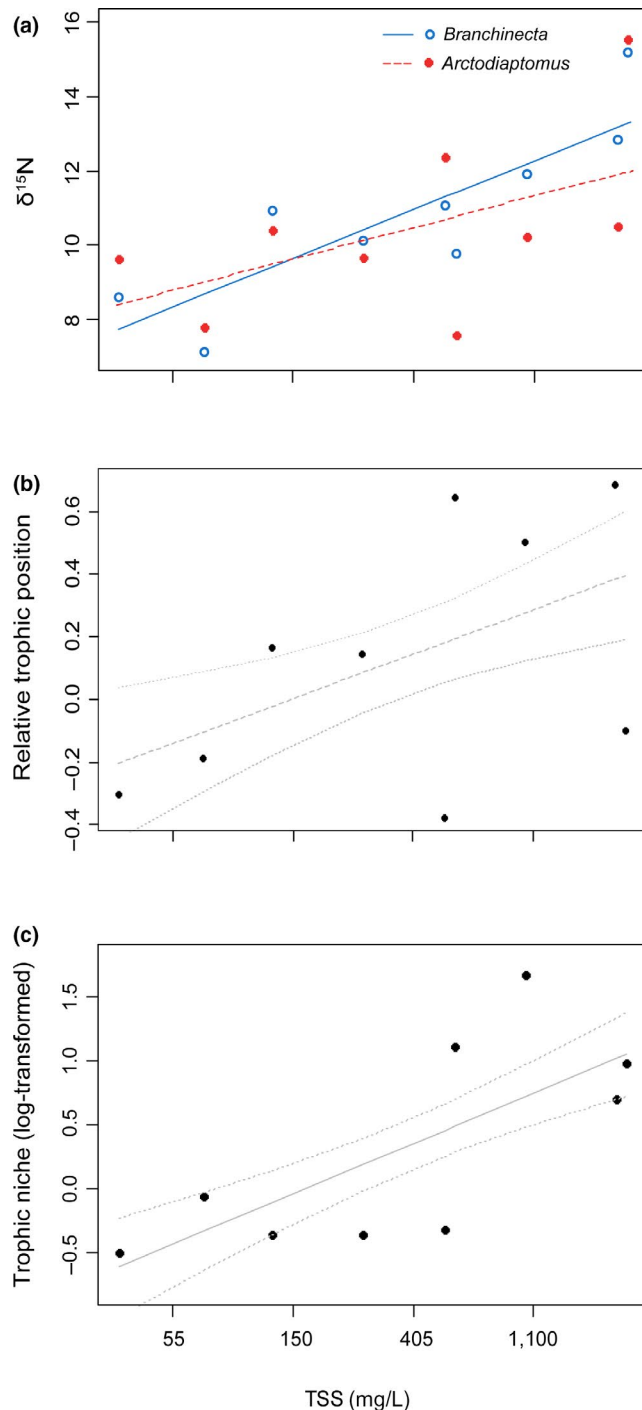 (a)
16
14
12
10
8
δ¹⁵N
Branchinecta
Arctodiaptomus
(b)
0.6
0.4
0.2
0.0
−0.2
−0.4
Relative trophic position
(c)
1.5
1.0
0.5
0.0
−0.5
Trophic niche (log-transformed)
55 150 405 1,100
TSS (mg/L)